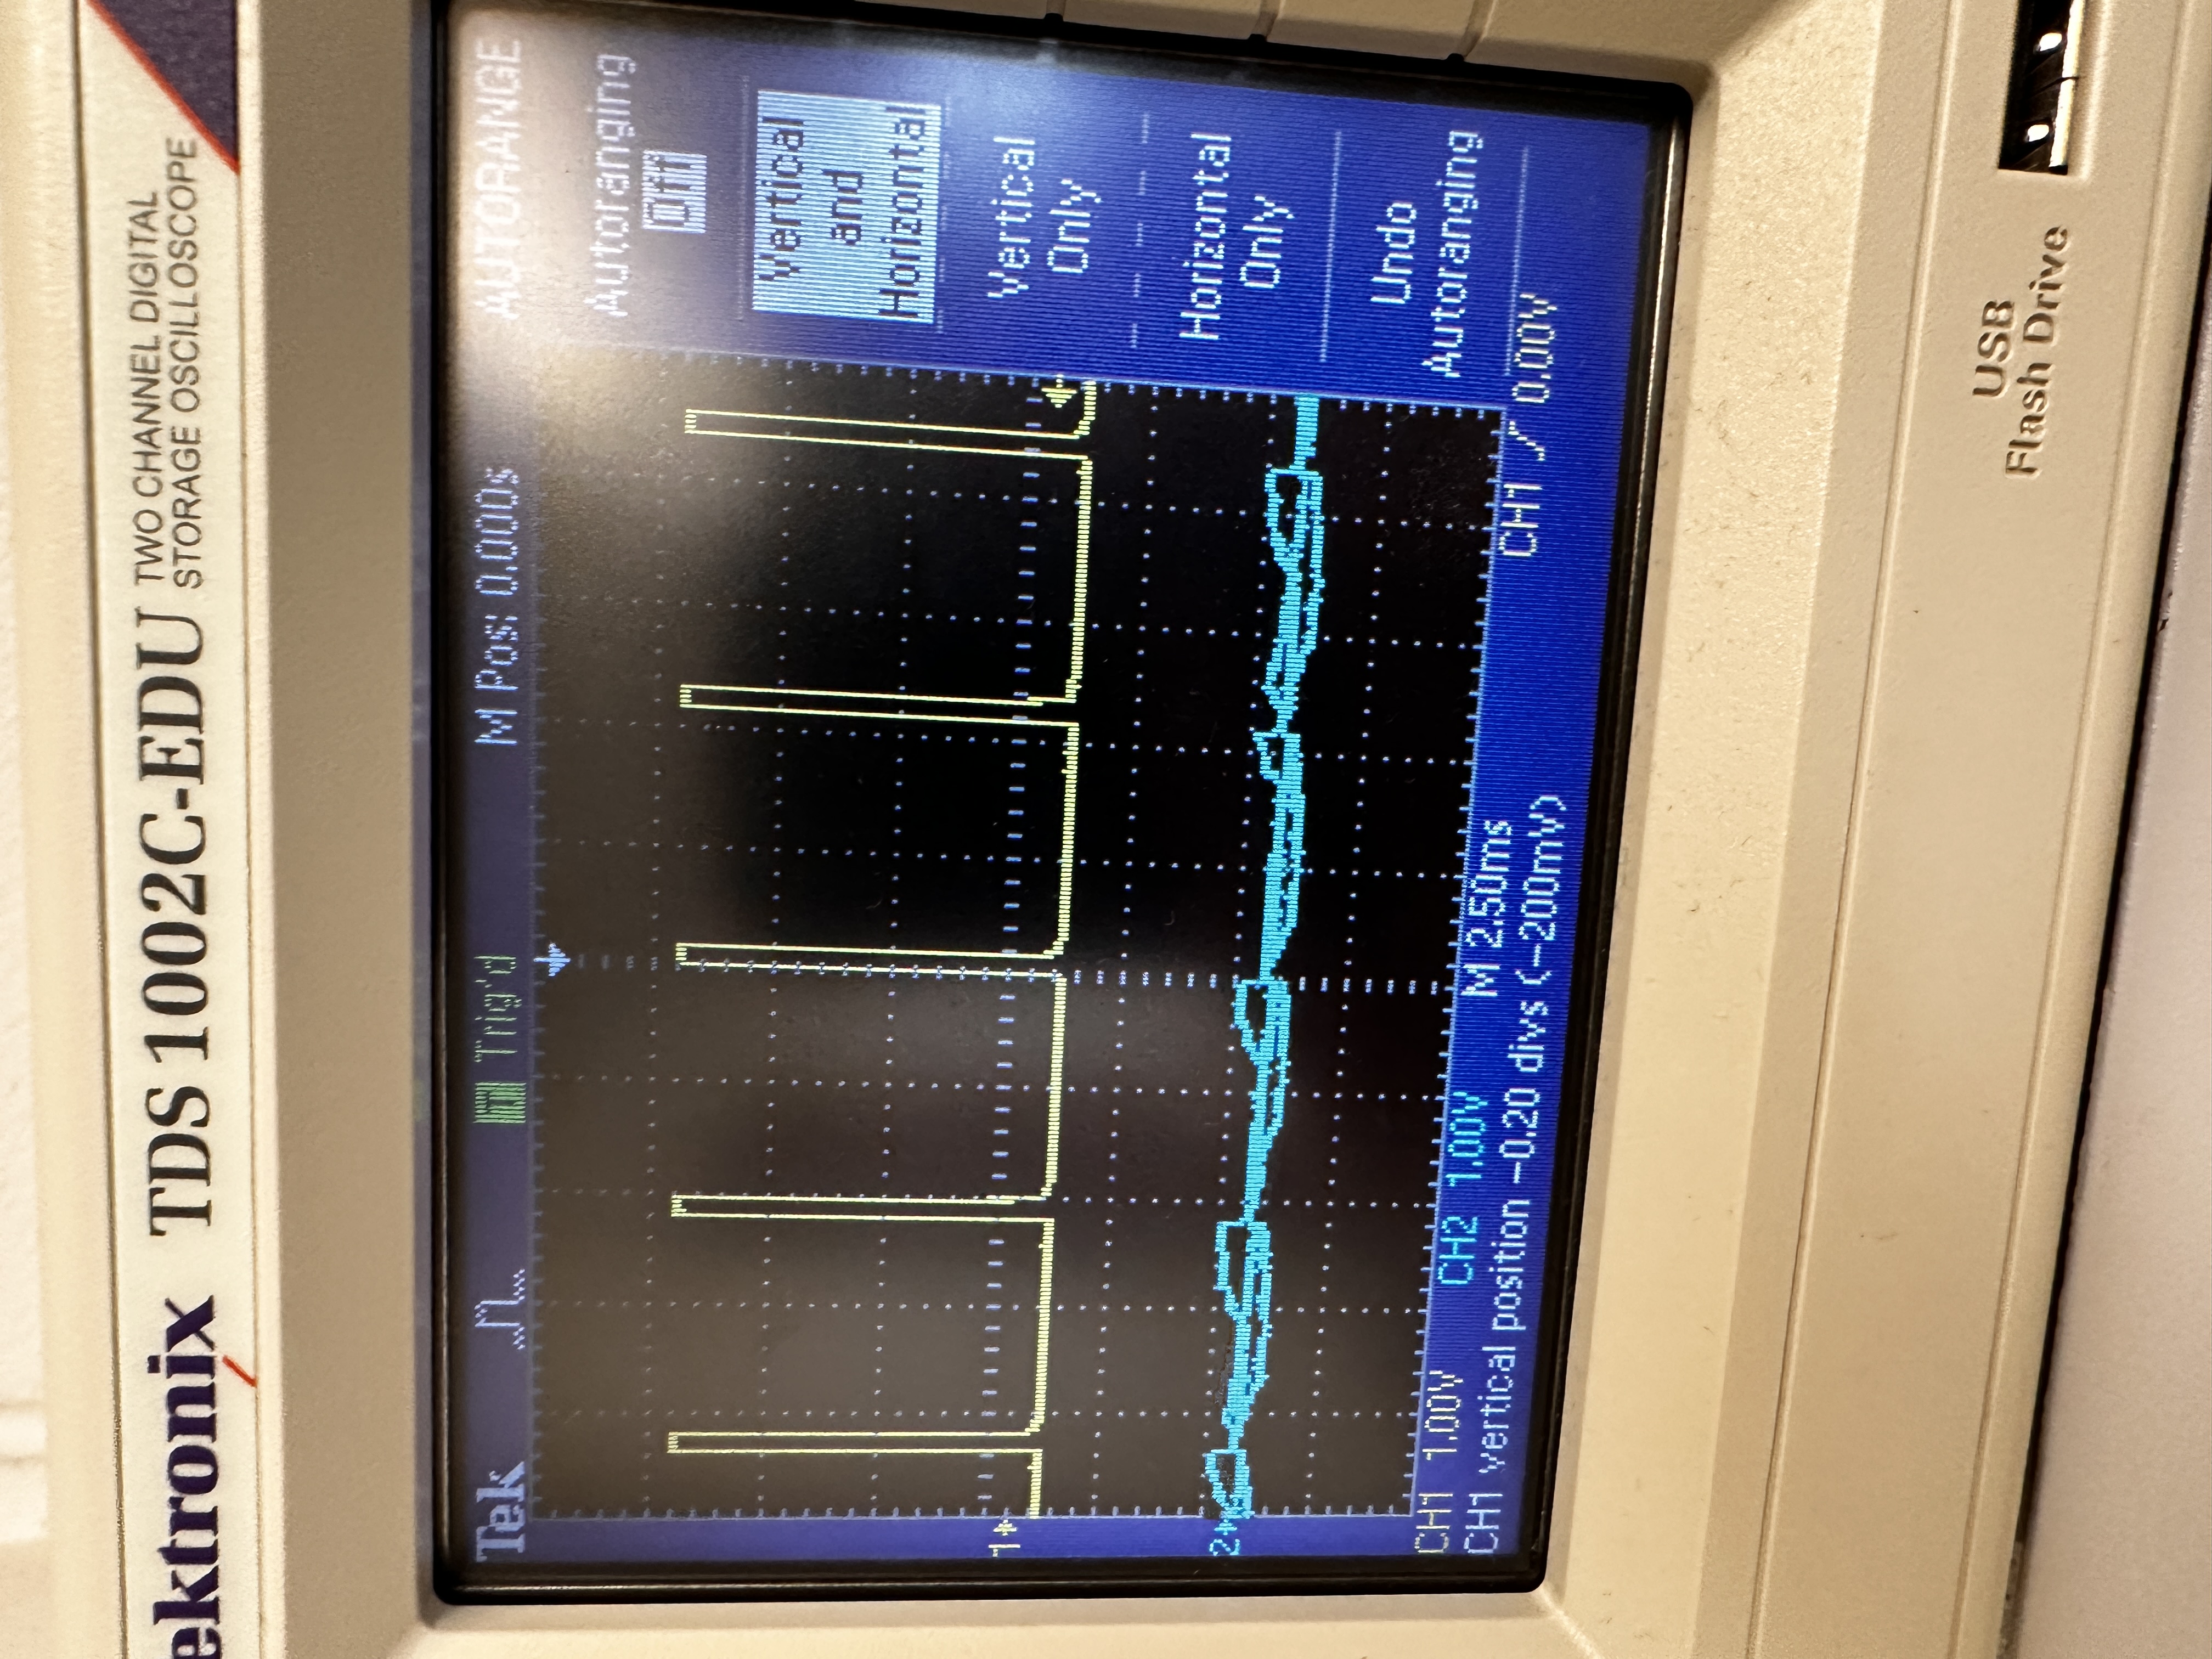 ektronix TDS 1002C-EDU TWO CHANNEL DIGITAL
STORAGE OSCILLOSCOPE
Tek T Trig'd M Pos: 0.000s AUTORANGE
Autoranging
Off
Vertical
and
Horizontal
1
Vertical
Only
Horizontal
Only
2
Undo
Autoranging
CH1 1.00V CH2 1.00V M 2.50ms CH1 0.00V
CH1 vertical position -0.20 divs (-200mV)
USB
Flash Drive